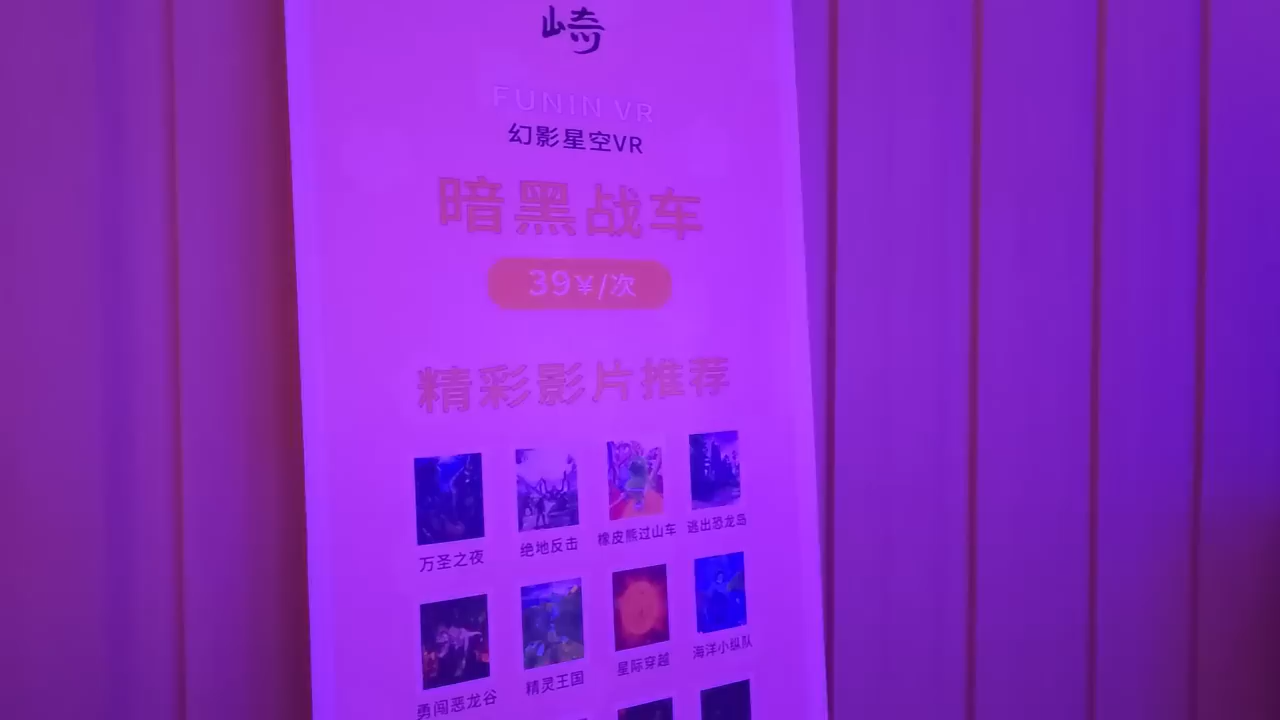 崎
FUNIN VR
幻影星空VR
暗黑战车
39¥/次
精彩影片推荐
万圣之夜 绝地反击 橡皮熊过山车 逃出恐龙岛
勇闯恶龙谷 精灵王国 星际穿越 海洋小纵队